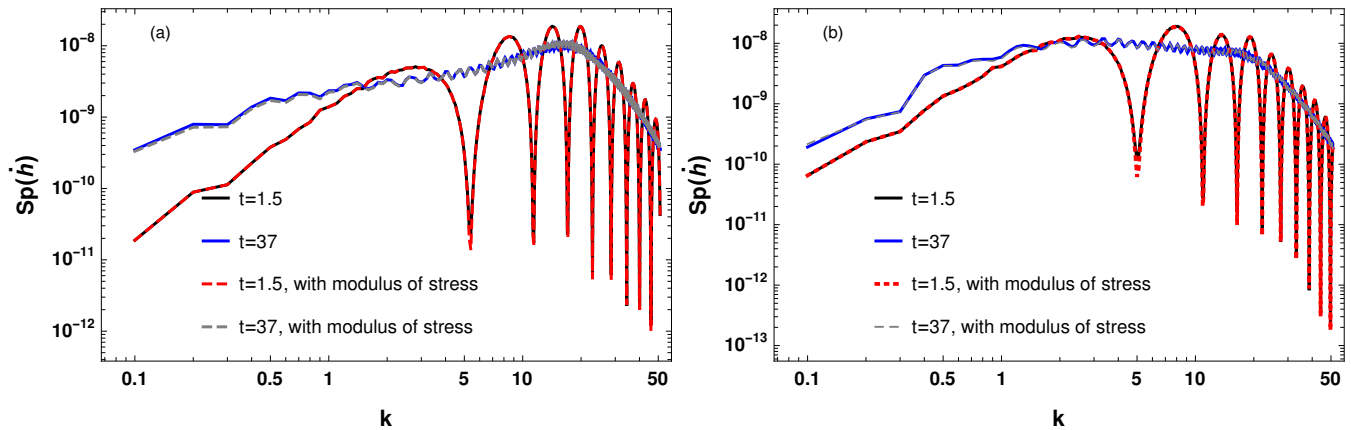 (a)
Sp(ḣ)
10⁻⁸
10⁻⁹
10⁻¹⁰
10⁻¹¹
10⁻¹²
t=1.5
t=37
t=1.5, with modulus of stress
t=37, with modulus of stress
0.1 0.5 1 5 10 50
k
(b)
Sp(ḣ)
10⁻⁸
10⁻⁹
10⁻¹⁰
10⁻¹¹
10⁻¹²
10⁻¹³
t=1.5
t=37
t=1.5, with modulus of stress
t=37, with modulus of stress
0.1 0.5 1 5 10 50
k